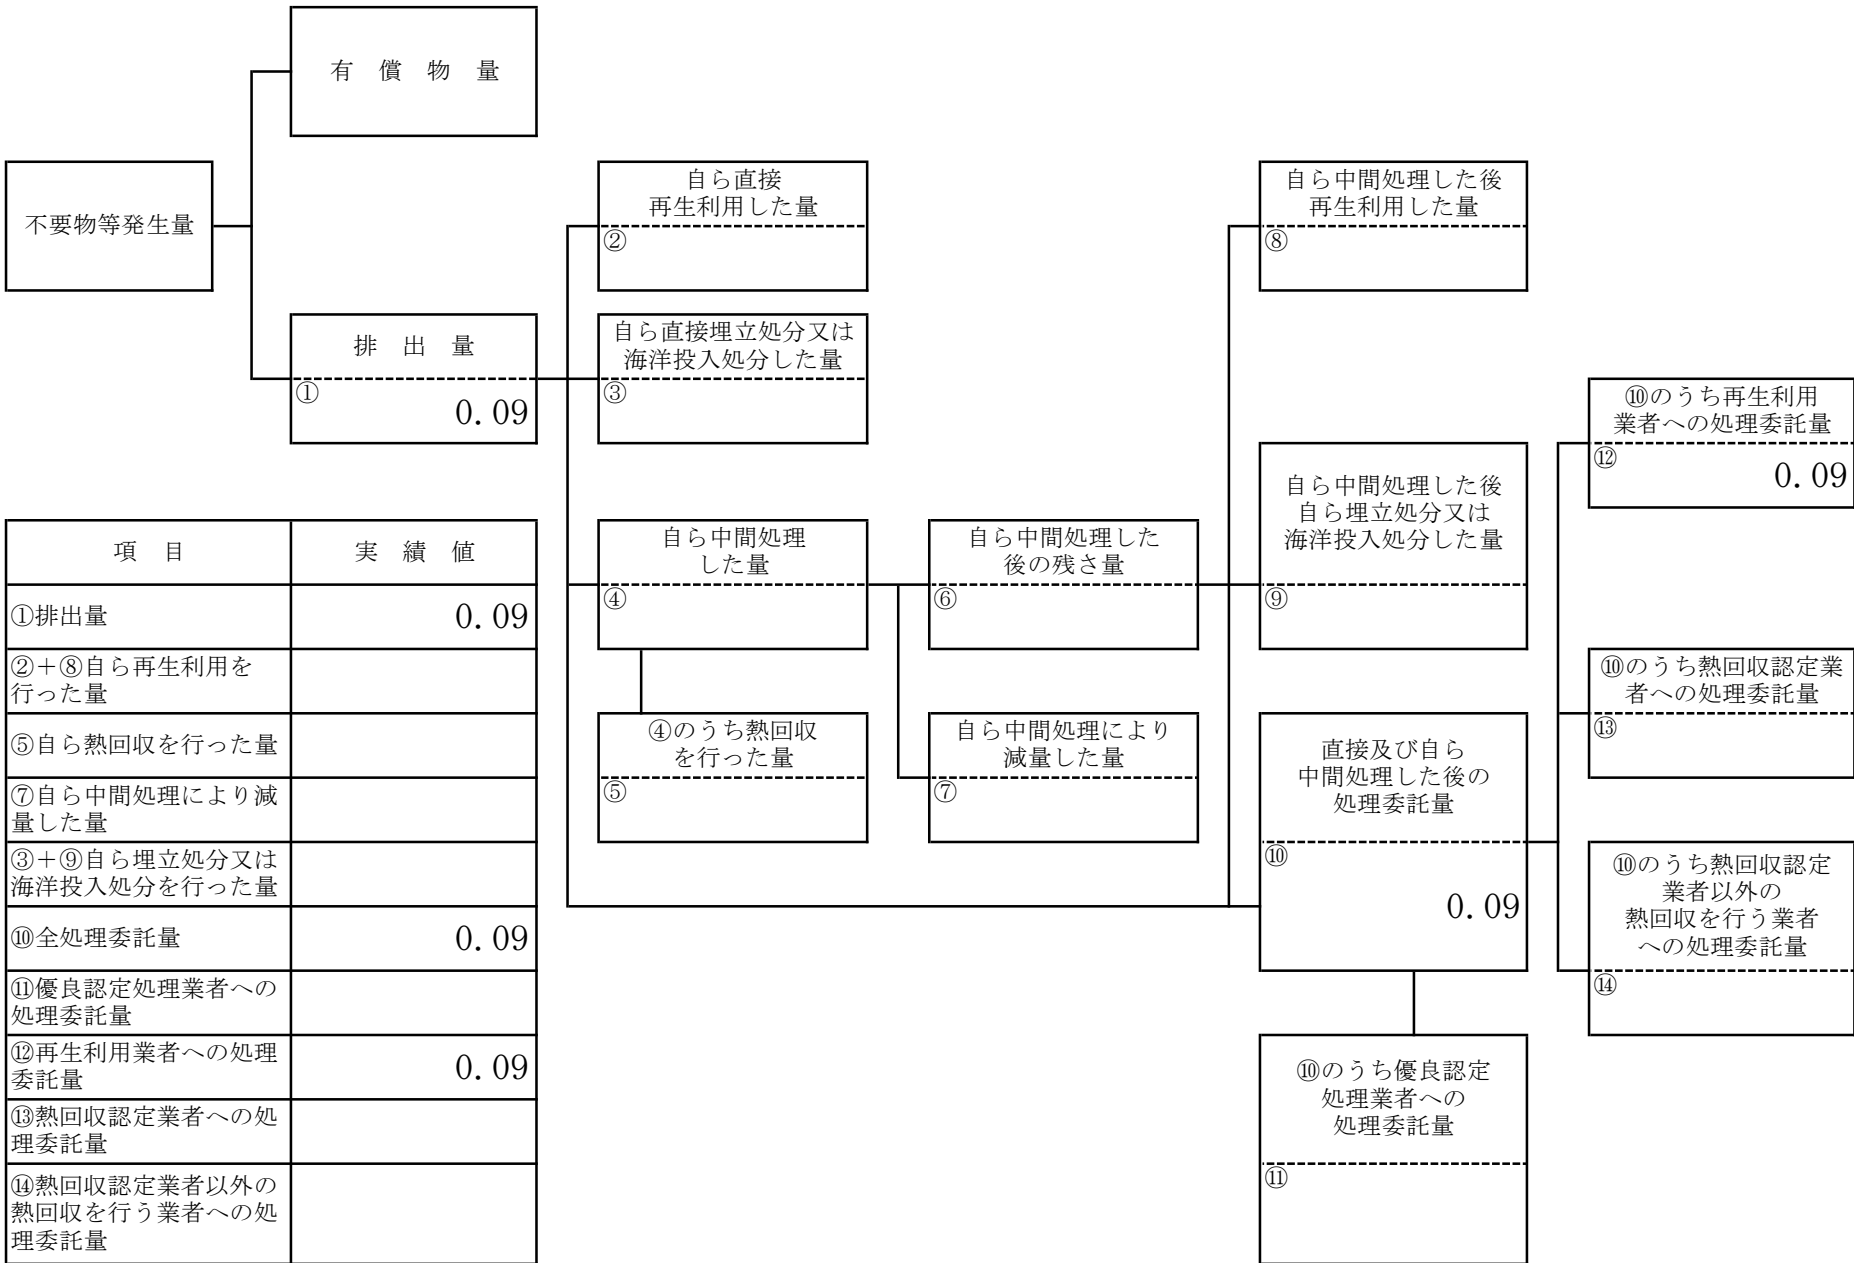 有 償 物 量
不要物等発生量
排 出 量
①
0.09
自ら直接
再生利用した量
②
自ら直接埋立処分又は
海洋投入処分した量
③
自ら中間処理
した量
④
④のうち熱回収
を行った量
⑤
自ら中間処理した
後の残さ量
⑥
自ら中間処理により
減量した量
⑦
自ら中間処理した後
再生利用した量
⑧
自ら中間処理した後
自ら埋立処分又は
海洋投入処分した量
⑨
直接及び自ら
中間処理した後の
処理委託量
⑩
0.09
⑩のうち優良認定
処理業者への
処理委託量
⑪
⑩のうち再生利用
業者への処理委託量
⑫
0.09
⑩のうち熱回収認定業
者への処理委託量
⑬
⑩のうち熱回収認定
業者以外の
熱回収を行う業者
への処理委託量
⑭
項 目 実 績 値
①排出量 0.09
②＋⑧自ら再生利用を
行った量
⑤自ら熱回収を行った量
⑦自ら中間処理により減
量した量
③＋⑨自ら埋立処分又は
海洋投入処分を行った量
⑩全処理委託量 0.09
⑪優良認定処理業者への
処理委託量
⑫再生利用業者への処理
委託量 0.09
⑬熱回収認定業者への処
理委託量
⑭熱回収認定業者以外の
熱回収を行う業者への処
理委託量